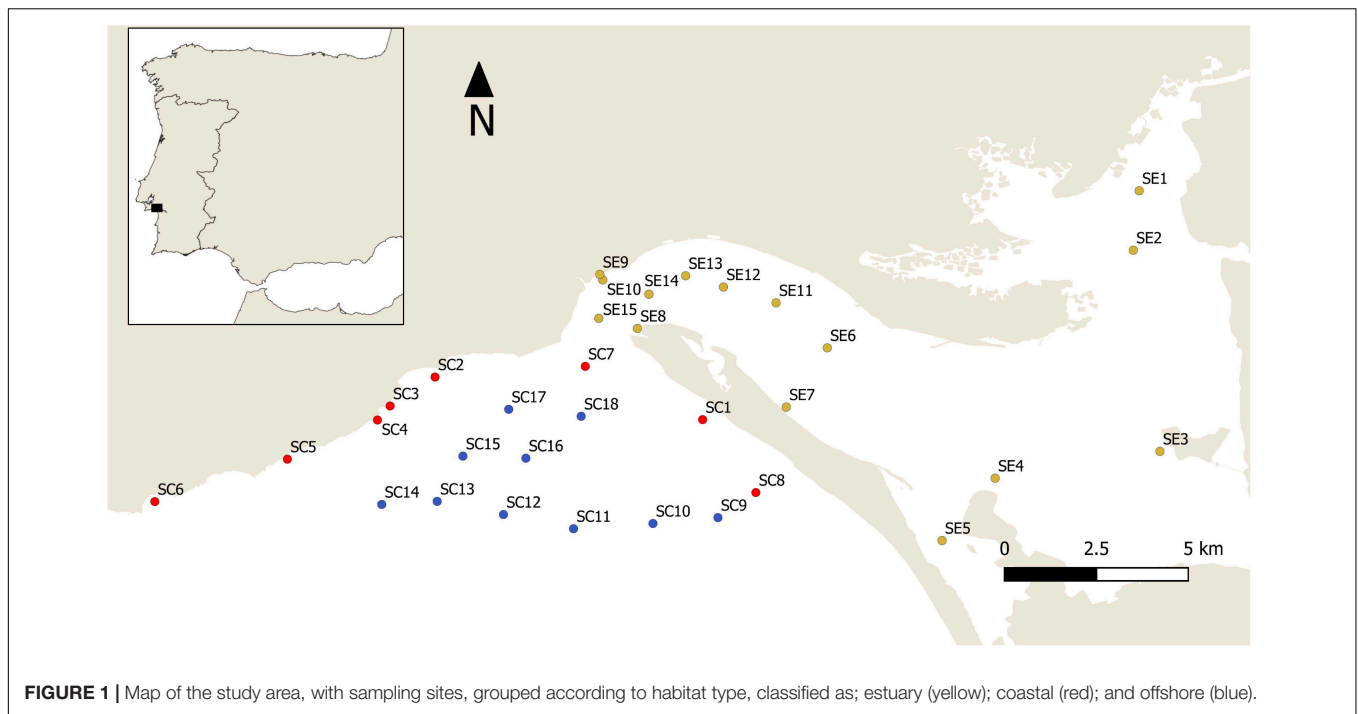 N
SE1
SE2
SE9
SE13
SE10
SE14
SE12
SE11
SE15
SE8
SE6
SC7
SC2
SC3
SE7
SC17
SC18
SC1
SC4
SC5
SC15
SC16
SE3
SE4
SC8
SC6
SC14
SC13
SC12
SC11
SC10
SC9
SE5
0 2.5 5 km
FIGURE 1 | Map of the study area, with sampling sites, grouped according to habitat type, classified as; estuary (yellow); coastal (red); and offshore (blue).